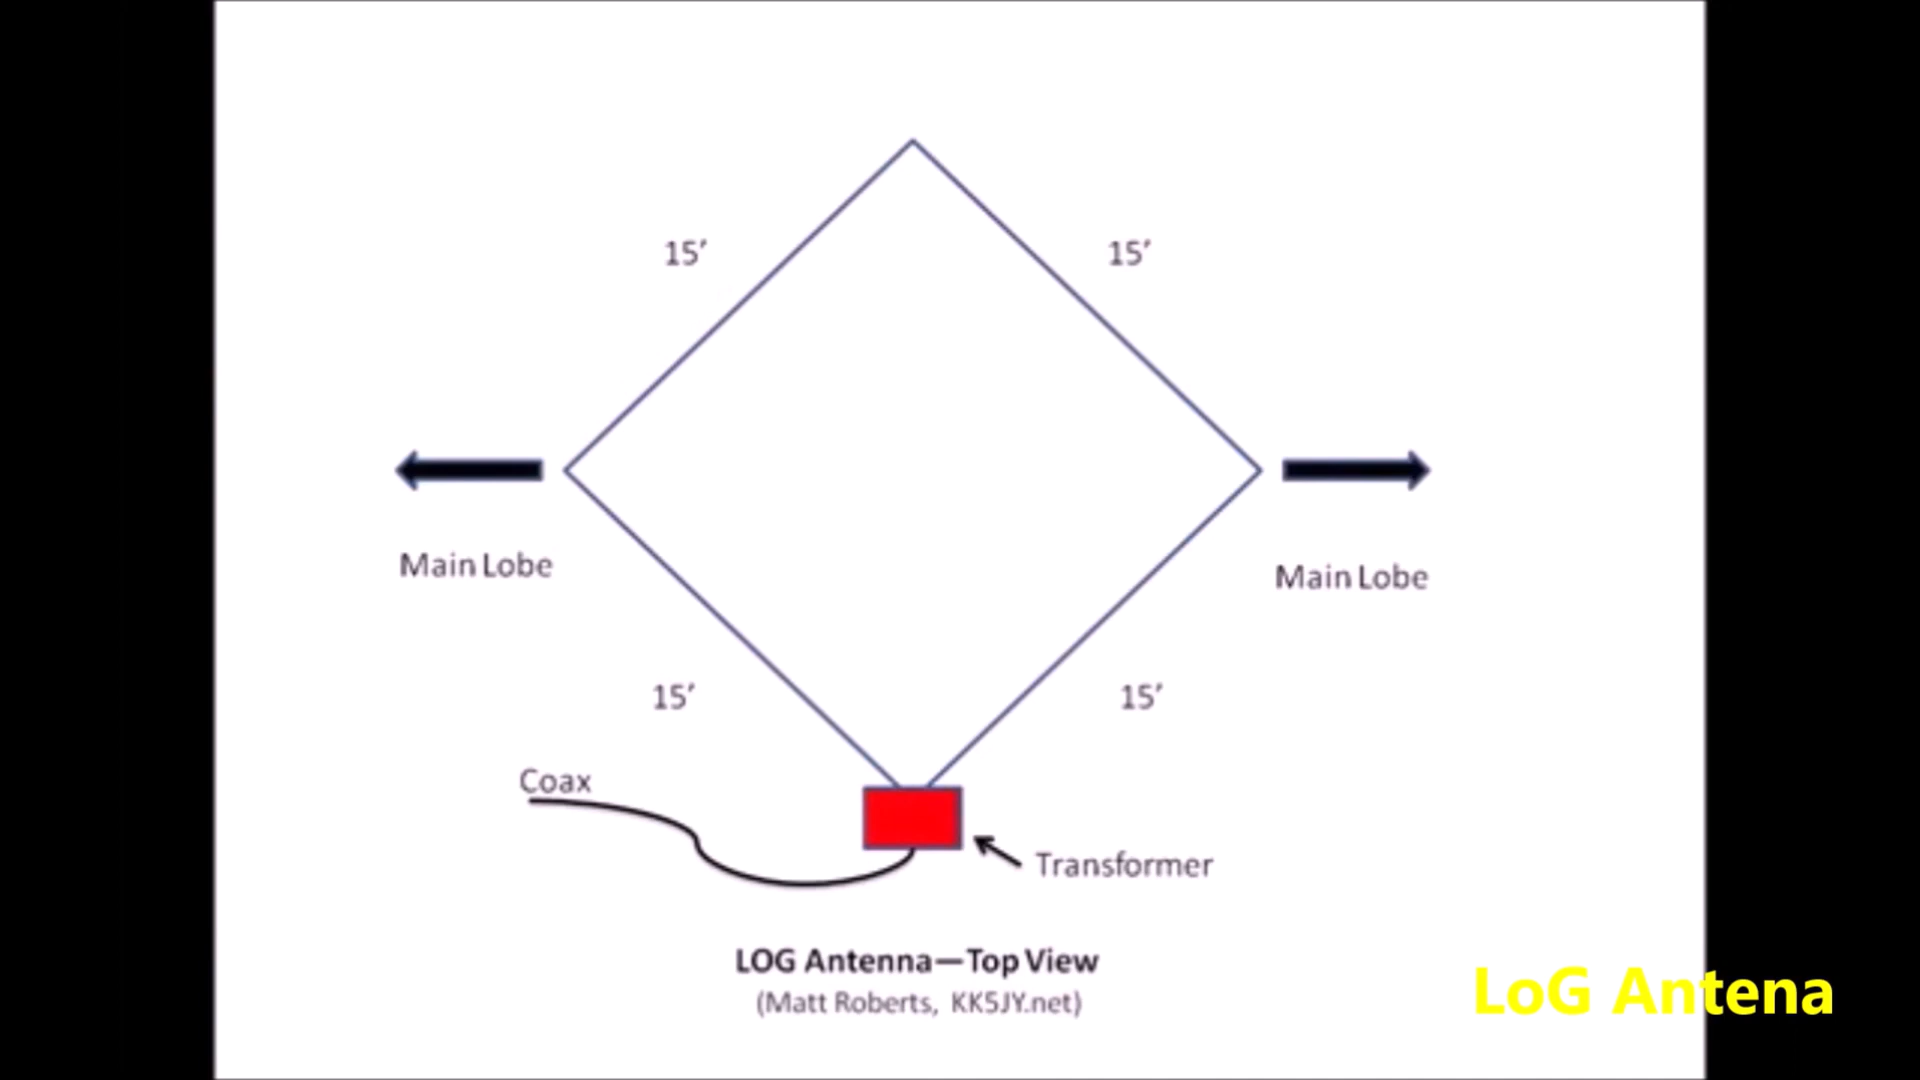 15′
15′
Main Lobe
Main Lobe
15′
15′
Coax
Transformer
LOG Antenna—Top View
(Matt Roberts, KK5JY.net)
LoG Antena